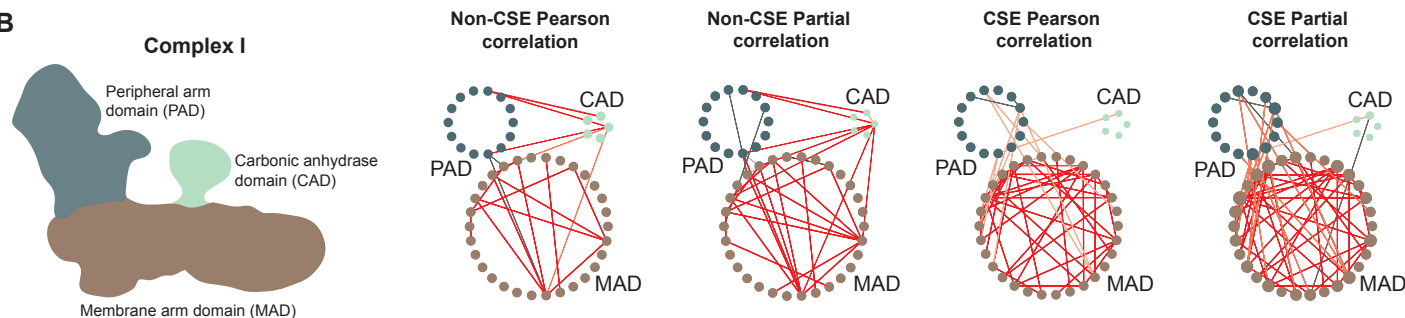 B
Complex I
Peripheral arm
domain (PAD)
Carbonic anhydrase
domain (CAD)
Membrane arm domain (MAD)
Non-CSE Pearson
correlation
CAD
PAD
MAD
Non-CSE Partial
correlation
CAD
PAD
MAD
CSE Pearson
correlation
CAD
PAD
MAD
CSE Partial
correlation
CAD
PAD
MAD